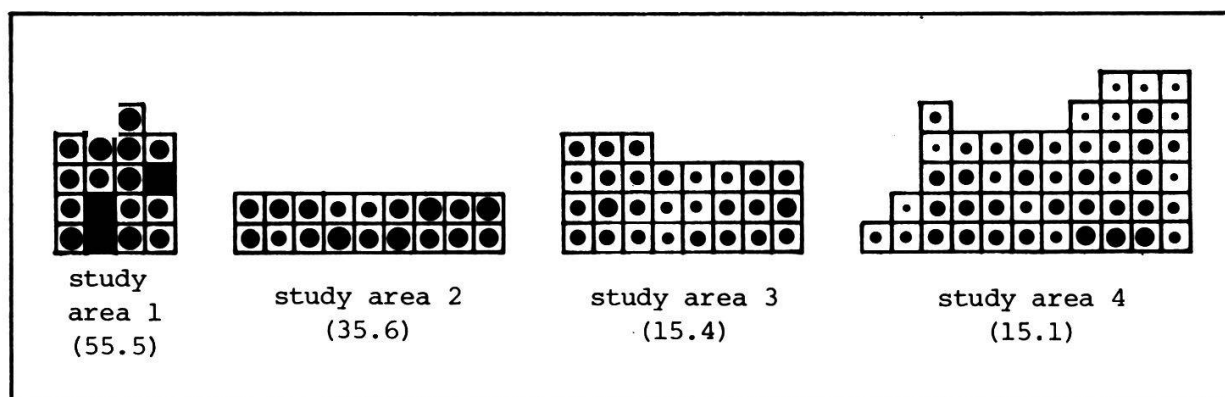 study
area 1
(55.5)
study area 2
(35.6)
study area 3
(15.4)
study area 4
(15.1)